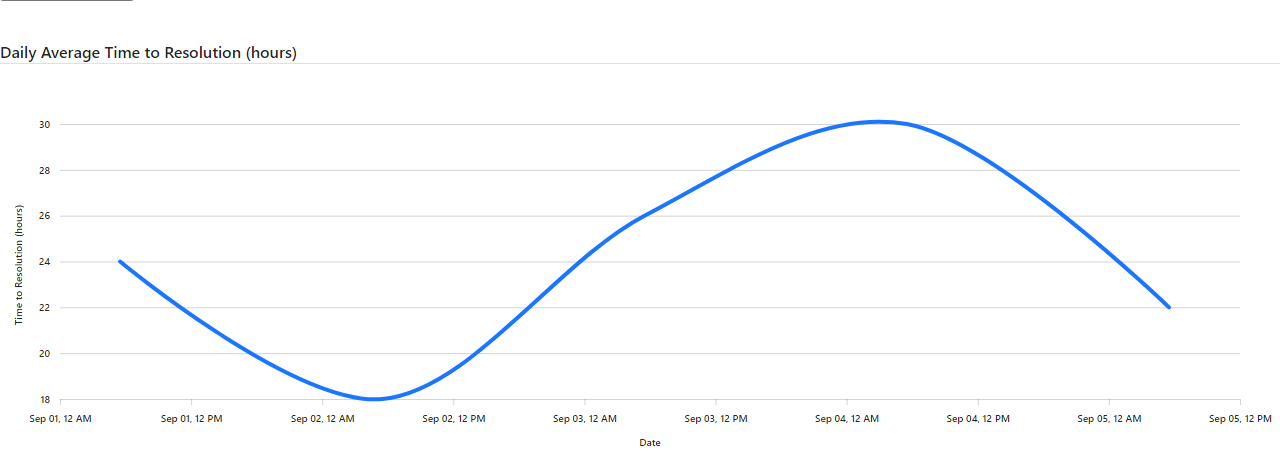 Daily Average Time to Resolution (hours)
30
28
26
24
22
20
18
Time to Resolution (hours)
Sep 01, 12 AM Sep 01, 12 PM Sep 02, 12 AM Sep 02, 12 PM Sep 03, 12 AM Sep 03, 12 PM Sep 04, 12 AM Sep 04, 12 PM Sep 05, 12 AM Sep 05, 12 PM
Date